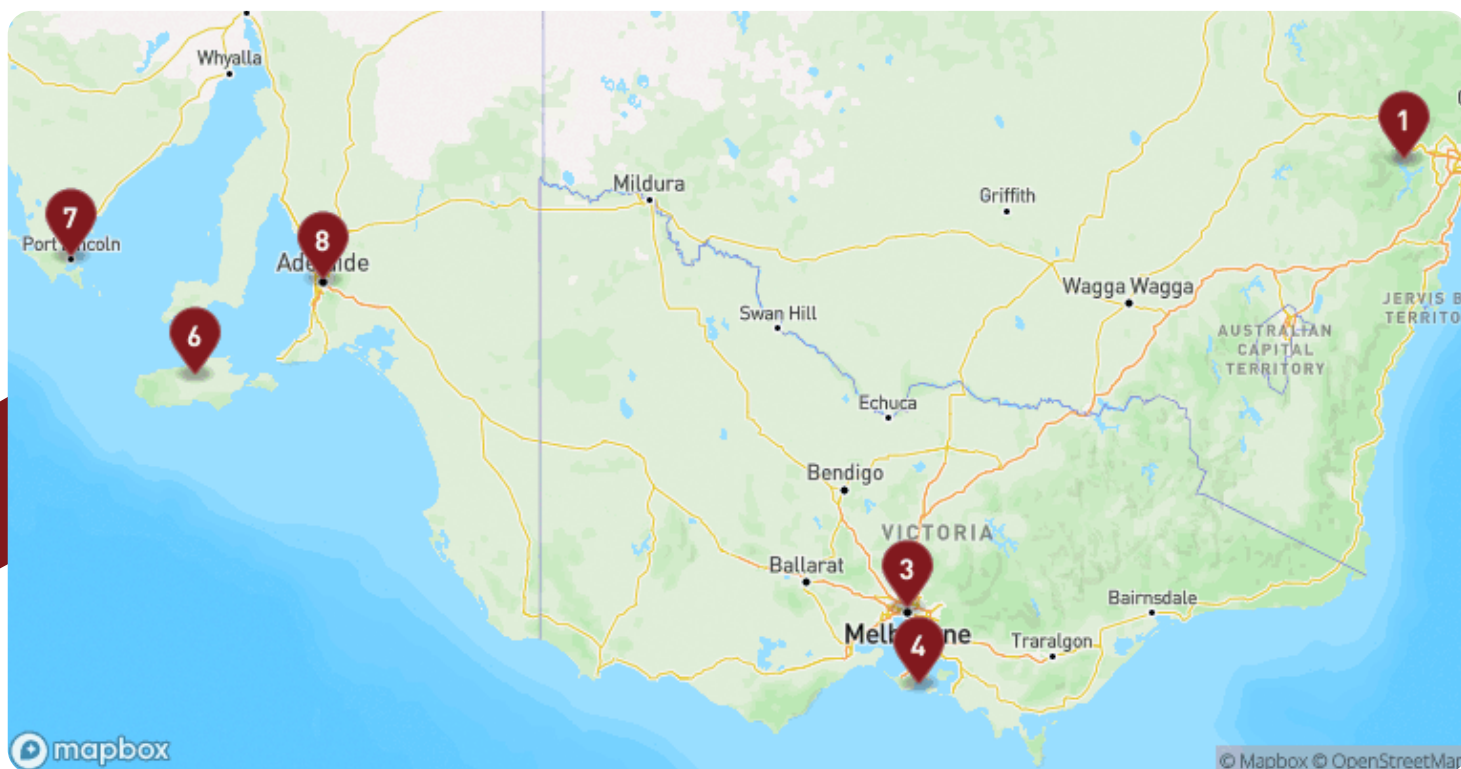 Whyalla
1
Mildura
Griffith
7
Port Lincoln
8
Adelaide
Wagga Wagga
JERVIS B
TERRITO
Swan Hill
AUSTRALIAN
CAPITAL
TERRITORY
6
Echuca
Bendigo
VICTORIA
3
Ballarat
Bairnsdale
Melbourne
4
Traralgon
mapbox
© Mapbox © OpenStreetMap